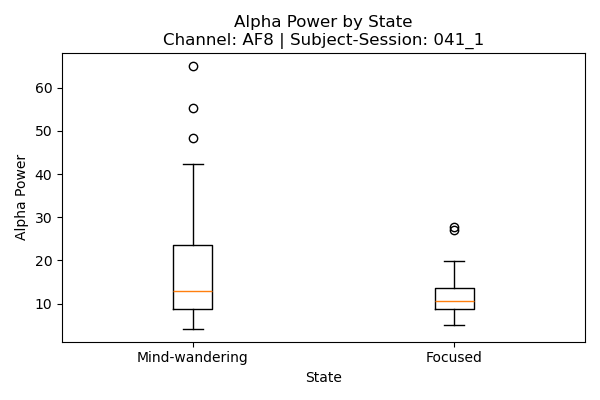 Alpha Power by State
Channel: AF8 | Subject-Session: 041_1
Alpha Power
60
50
40
30
20
10
Mind-wandering
Focused
State